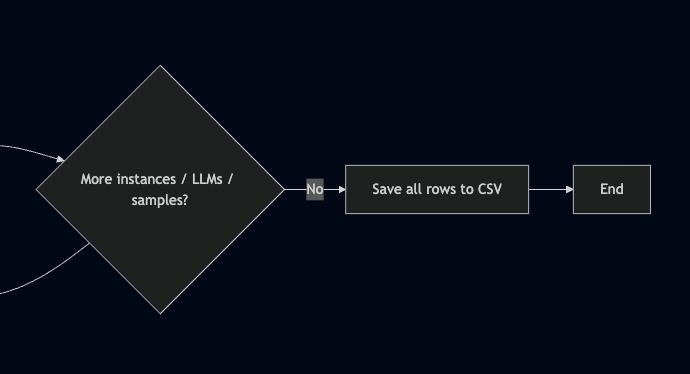 More instances / LLMs /
samples?
No
Save all rows to CSV
End